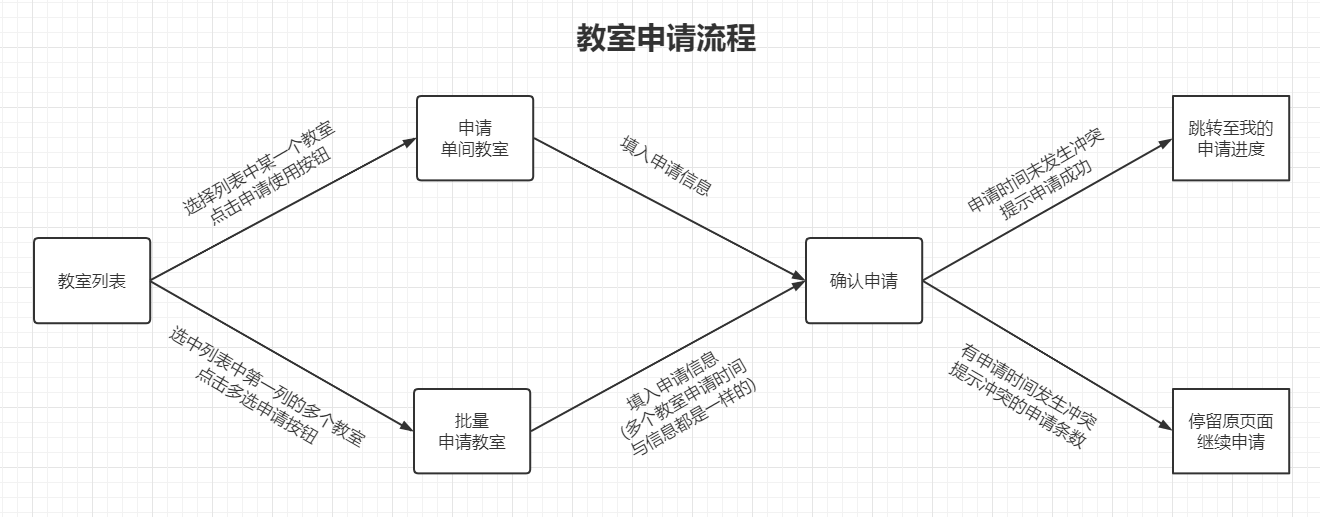 教室申请流程
选择列表中某一个教室
点击申请使用按钮
申请
单间教室
填入申请信息
申请时间未发生冲突
提示申请成功
跳转至我的
申请进度
教室列表
确认申请
选中列表中第一列的多个教室
点击多选申请按钮
批量
申请教室
填入申请信息
(多个教室申请时间
与信息都是一样的)
有申请时间发生冲突
提示冲突的申请条数
停留原页面
继续申请